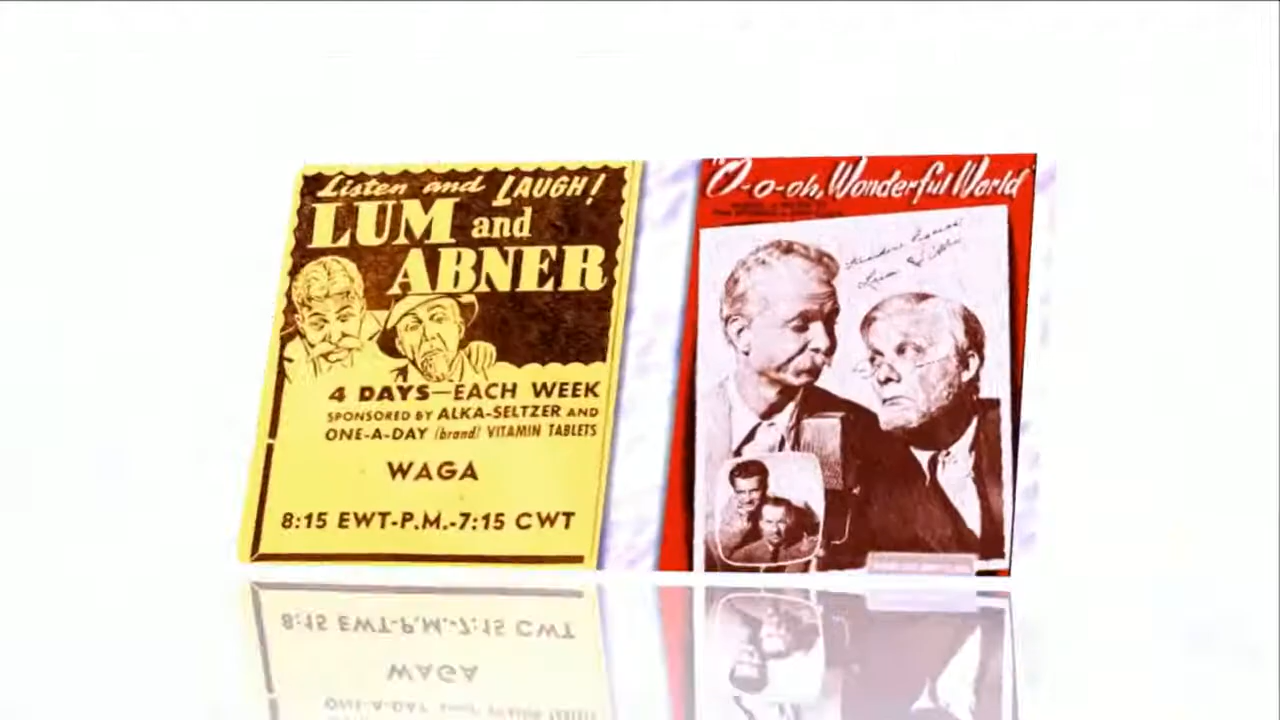 Listen and LAUGH!
LUM and
ABNER
4 DAYS—EACH WEEK
SPONSORED BY ALKA-SELTZER AND
ONE-A-DAY (brand) VITAMIN TABLETS
WAGA
8:15 EWT-P.M.-7:15 CWT
"O-o-oh, Wonderful World